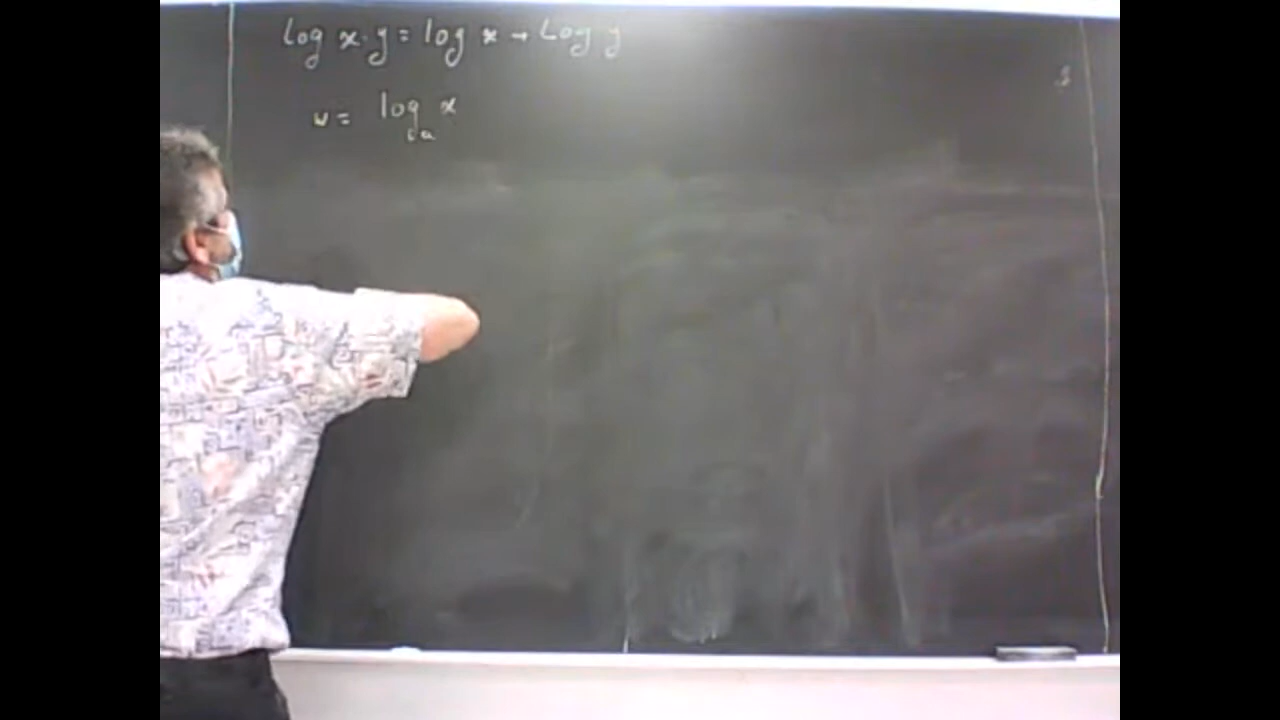 log x · y = log x + log y
u = log x